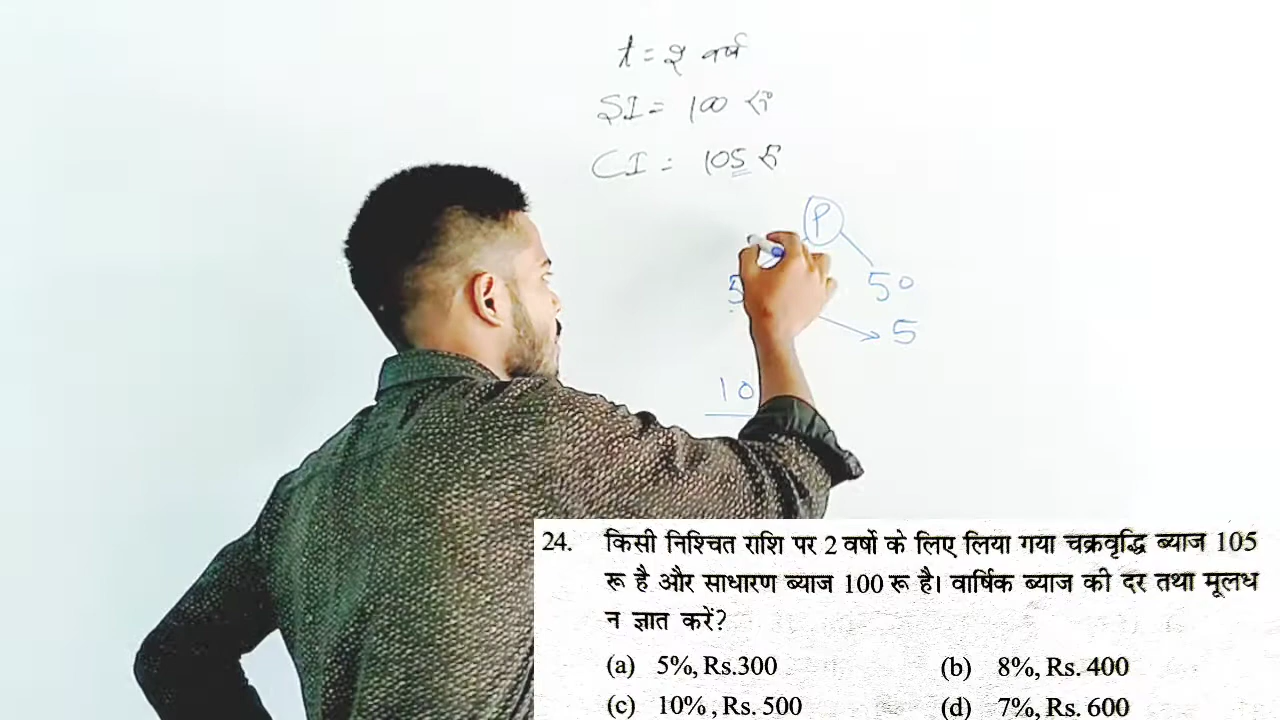 t = 2 वर्ष
SI = 100 रु
CI = 105 रु
P
5
50
5
10
24. किसी निश्चित राशि पर 2 वर्षो के लिए लिया गया चक्रवृद्धि ब्याज 105
रू है और साधारण ब्याज 100 रू है। वार्षिक ब्याज की दर तथा मूलध
न ज्ञात करें?
(a) 5%, Rs.300 (b) 8%, Rs. 400
(c) 10%, Rs. 500 (d) 7%, Rs. 600